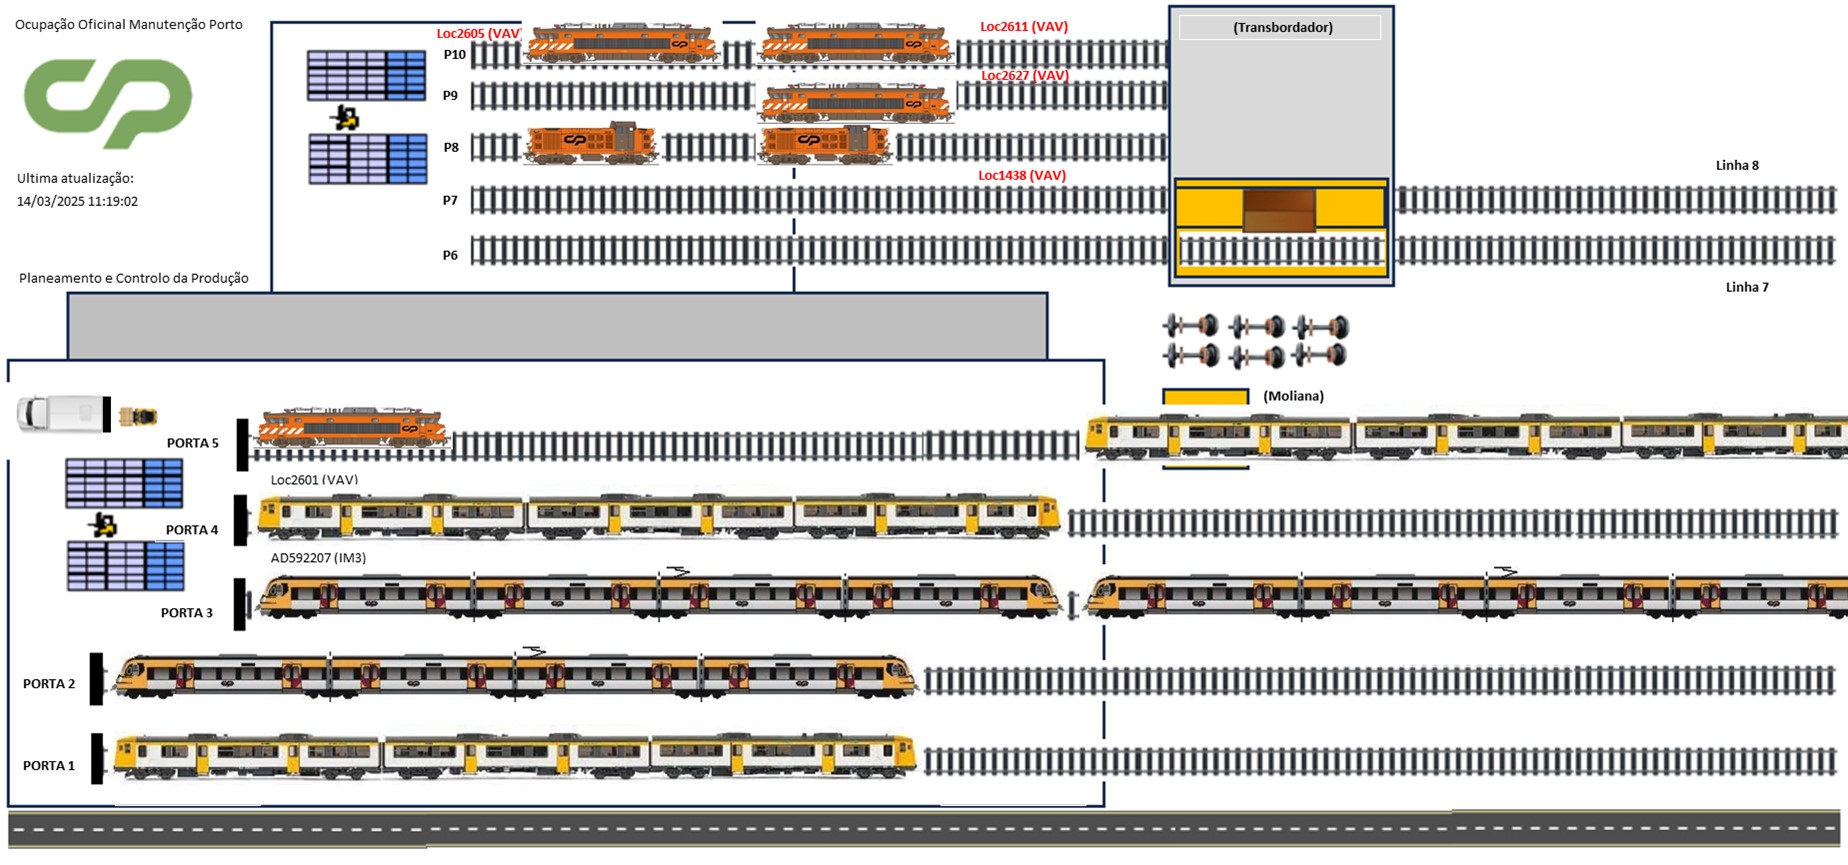 Ocupação Oficinal Manutenção Porto
CP
Ultima atualização:
14/03/2025 11:19:02
Planeamento e Controlo da Produção
Loc2605 (VAV)
Loc2611 (VAV)
P10
Loc2627 (VAV)
P9
P8
Loc1438 (VAV)
P7
P6
(Transbordador)
Linha 8
Linha 7
(Moliana)
PORTA 5
Loc2601 (VAV)
PORTA 4
AD592207 (IM3)
PORTA 3
PORTA 2
PORTA 1